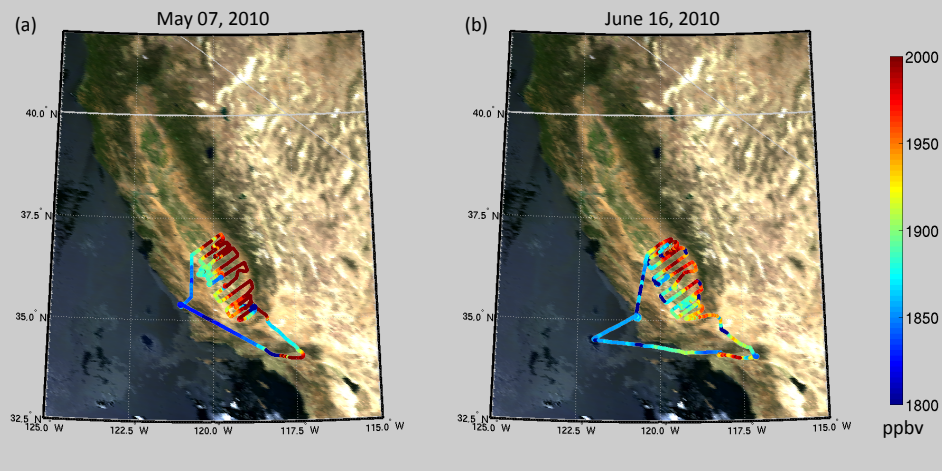 (a) May 07, 2010
(b) June 16, 2010
40.0° N
37.5° N
35.0° N
32.5° N
125.0° W 122.5° W 120.0° W 117.5° W 115.0° W
40.0° N
37.5° N
35.0° N
32.5° N
125.0° W 122.5° W 120.0° W 117.5° W 115.0° W
2000
1950
1900
1850
1800
ppbv